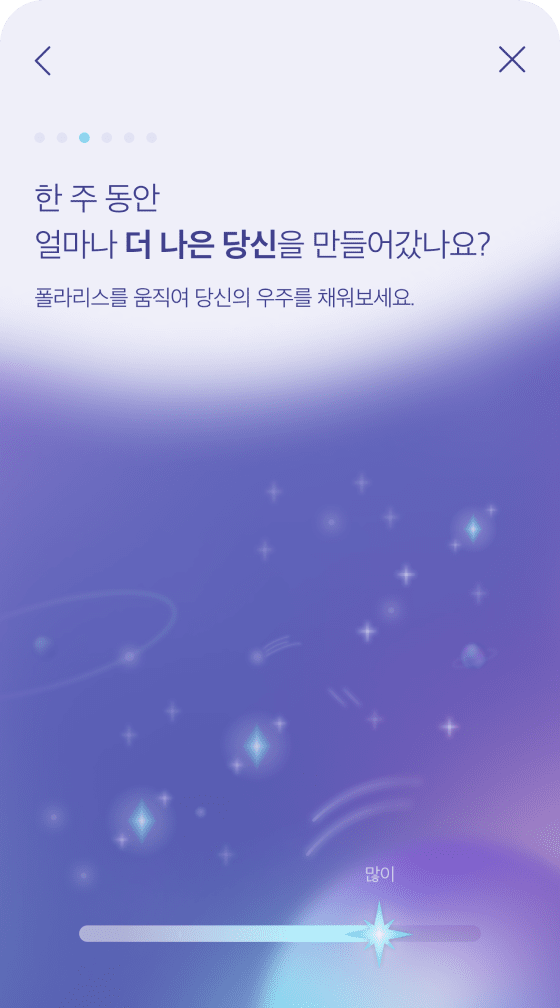 한 주 동안
얼마나 더 나은 당신을 만들어갔나요?
폴라리스를 움직여 당신의 우주를 채워보세요.
많이